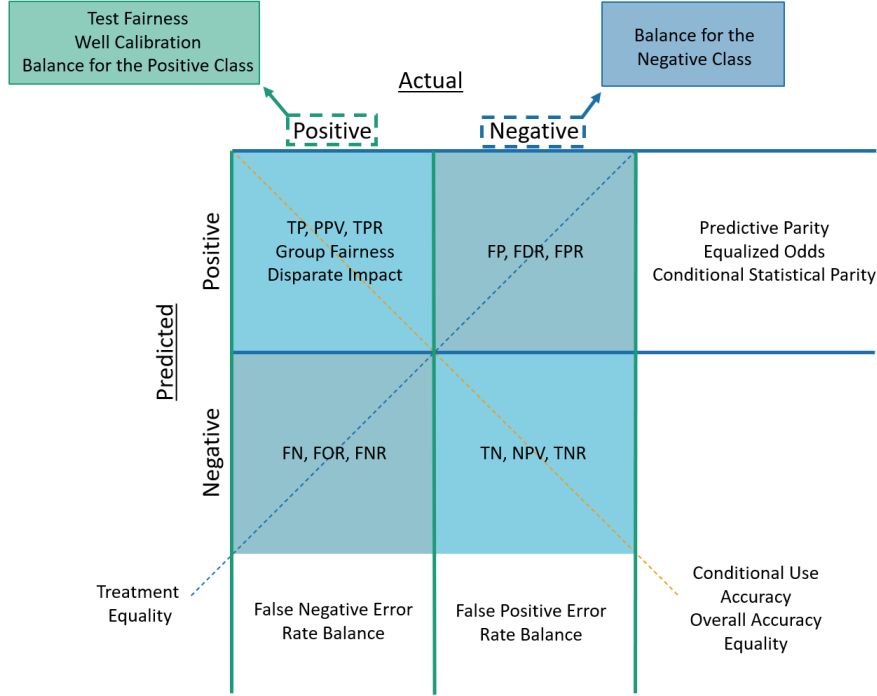 Test Fairness
Well Calibration
Balance for the Positive Class
Balance for the
Negative Class
Actual
Positive
Negative
Predicted
Positive
TP, PPV, TPR
Group Fairness
Disparate Impact
FP, FDR, FPR
Predictive Parity
Equalized Odds
Conditional Statistical Parity
Negative
FN, FOR, FNR
TN, NPV, TNR
Treatment
Equality
False Negative Error
Rate Balance
False Positive Error
Rate Balance
Conditional Use
Accuracy
Overall Accuracy
Equality